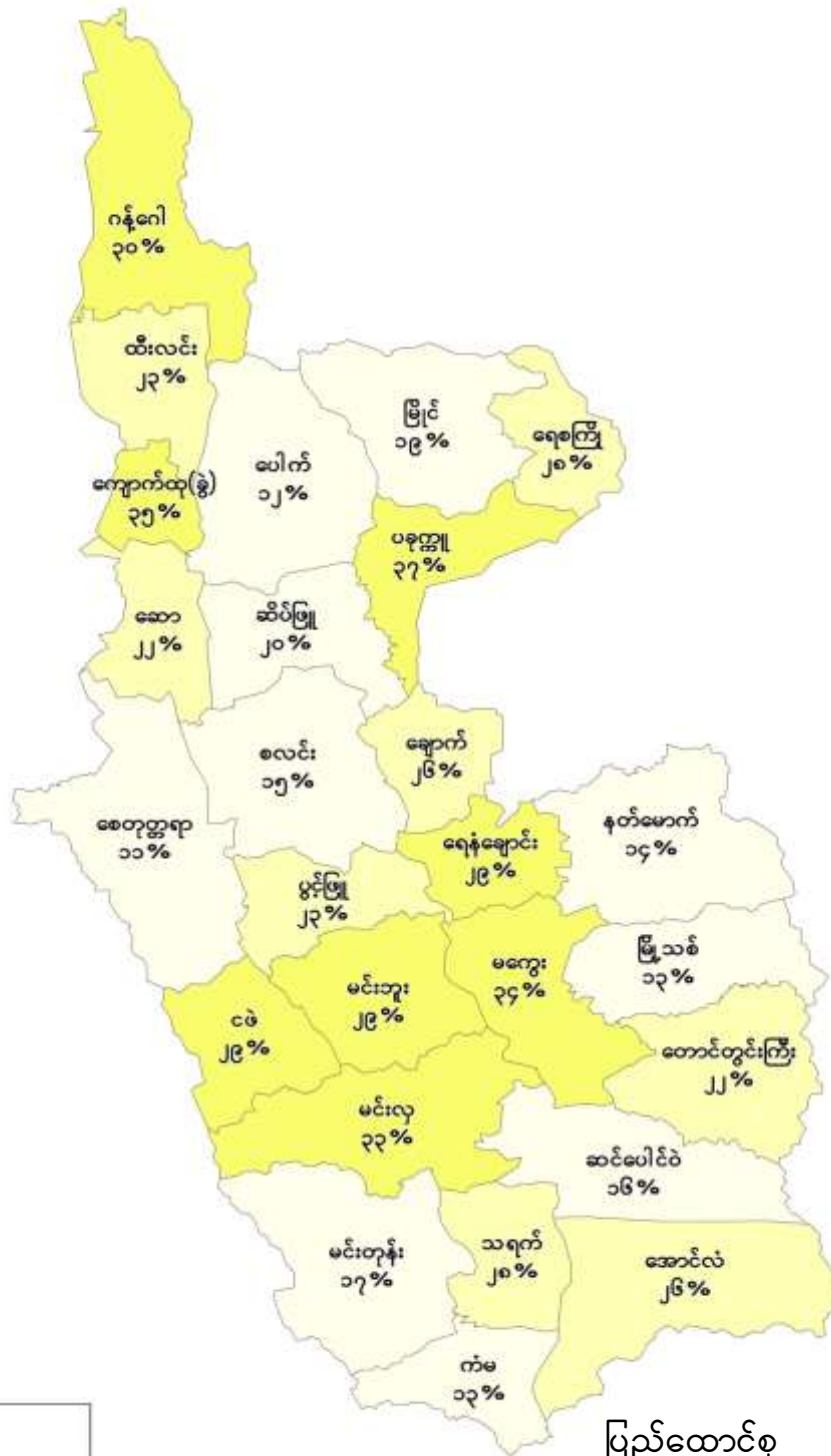 ဂန့်ဂေါ
၃၀%
ထီးလင်း
၂၃%
မြိုင်
၁၉%
ရေစကြို
၂၈%
ပေါက်
၁၂%
ကျောက်ထု(ခွဲ)
၃၅%
ပခုက္ကူ
၃၇%
ဆော
၂၂%
ဆိပ်ဖြူ
၂၀%
ချောက်
၂၆%
စလင်း
၁၅%
စေတုတ္တရာ
၁၁%
နတ်မောက်
၁၄%
ရေနံချောင်း
၂၉%
ပွင့်ဖြူ
၂၃%
မြို့သစ်
၁၃%
မကွေး
၃၄%
မင်းဘူး
၂၉%
ငဖဲ
၂၉%
တောင်တွင်းကြီး
၂၂%
မင်းလှ
၃၃%
ဆင်ပေါင်ဝဲ
၁၆%
မင်းတုန်း
၁၇%
သရက်
၂၈%
အောင်လံ
၂၆%
ကံမ
၁၃%
ပြည်ထောင်စု